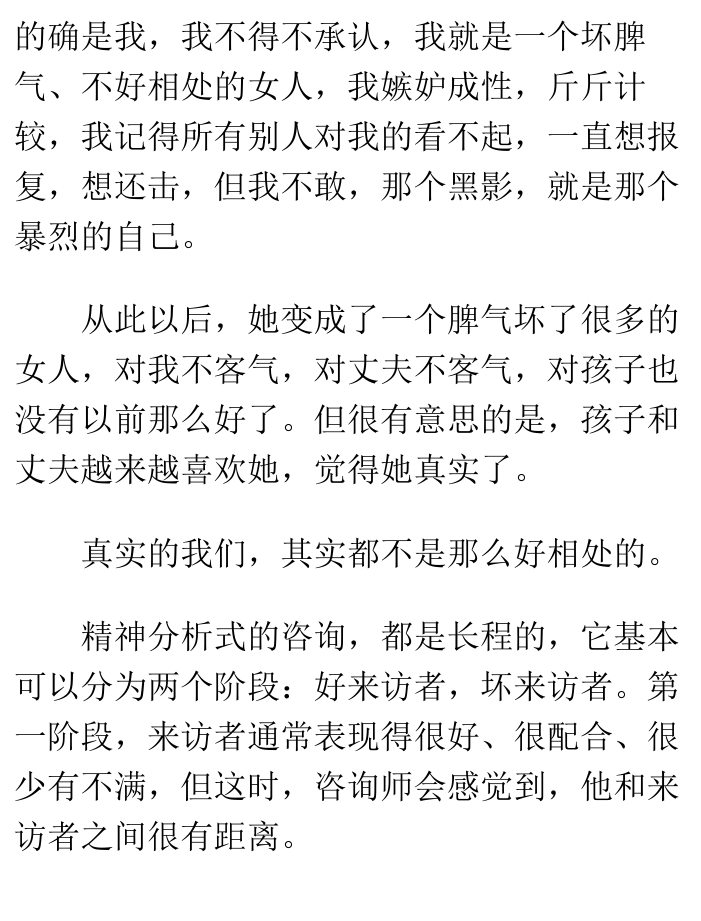 的确是我，我不得不承认，我就是一个坏脾
气、不好相处的女人，我嫉妒成性，斤斤计
较，我记得所有别人对我的看不起，一直想报
复，想还击，但我不敢，那个黑影，就是那个
暴烈的自己。
从此以后，她变成了一个脾气坏了很多的
女人，对我不客气，对丈夫不客气，对孩子也
没有以前那么好了。但很有意思的是，孩子和
丈夫越来越喜欢她，觉得她真实了。
真实的我们，其实都不是那么好相处的。
精神分析式的咨询，都是长程的，它基本
可以分为两个阶段：好来访者，坏来访者。第
一阶段，来访者通常表现得很好、很配合、很
少有不满，但这时，咨询师会感觉到，他和来
访者之间很有距离。